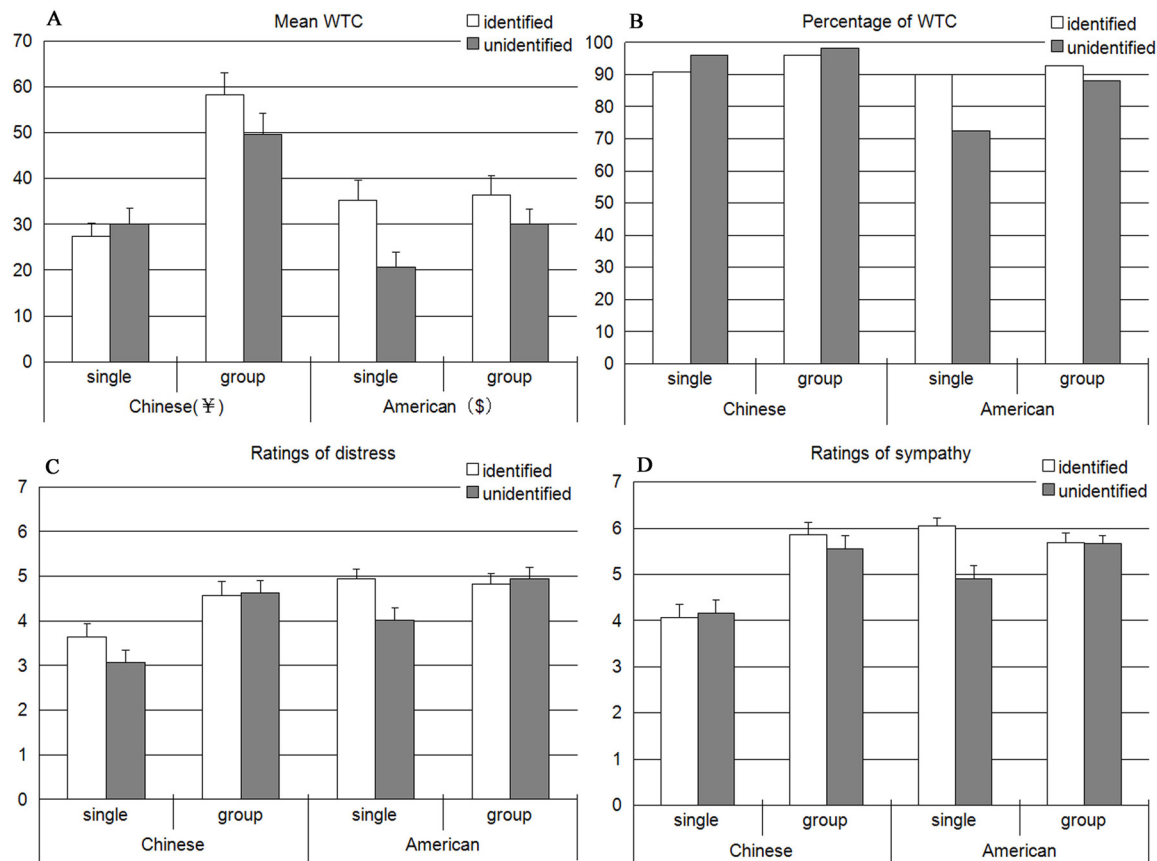 A
Mean WTC
identified
unidentified
70
60
50
40
30
20
10
0
single group single group
Chinese(¥) American ($)
B
Percentage of WTC
identified
unidentified
100
90
80
70
60
50
40
30
20
10
0
single group single group
Chinese American
C
Ratings of distress
identified
unidentified
7
6
5
4
3
2
1
0
single group single group
Chinese American
D
Ratings of sympathy
identified
unidentified
7
6
5
4
3
2
1
0
single group single group
Chinese American